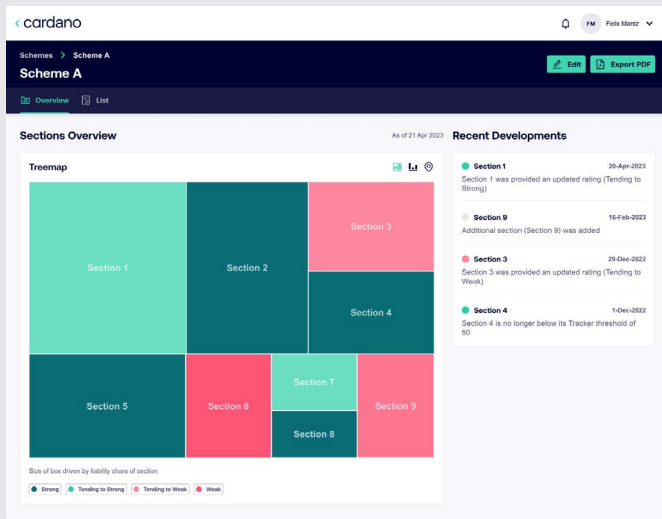 cardano
FM Felix Mantz
Schemes > Scheme A
Scheme A
Edit
Export PDF
Overview
List
Sections Overview
As of 21 Apr 2023
Treemap
Section 1
Section 2
Section 3
Section 4
Section 5
Section 6
Section 7
Section 8
Section 9
Size of box driven by liability share of section
Strong
Tending to Strong
Tending to Weak
Weak
Recent Developments
Section 1
20-Apr-2023
Section 1 was provided an updated rating (Tending to
Strong)
Section 9
16-Feb-2023
Additional section (Section 9) was added
Section 3
29-Dec-2022
Section 3 was provided an updated rating (Tending to
Weak)
Section 4
1-Dec-2022
Section 4 is no longer below its Tracker threshold of
50